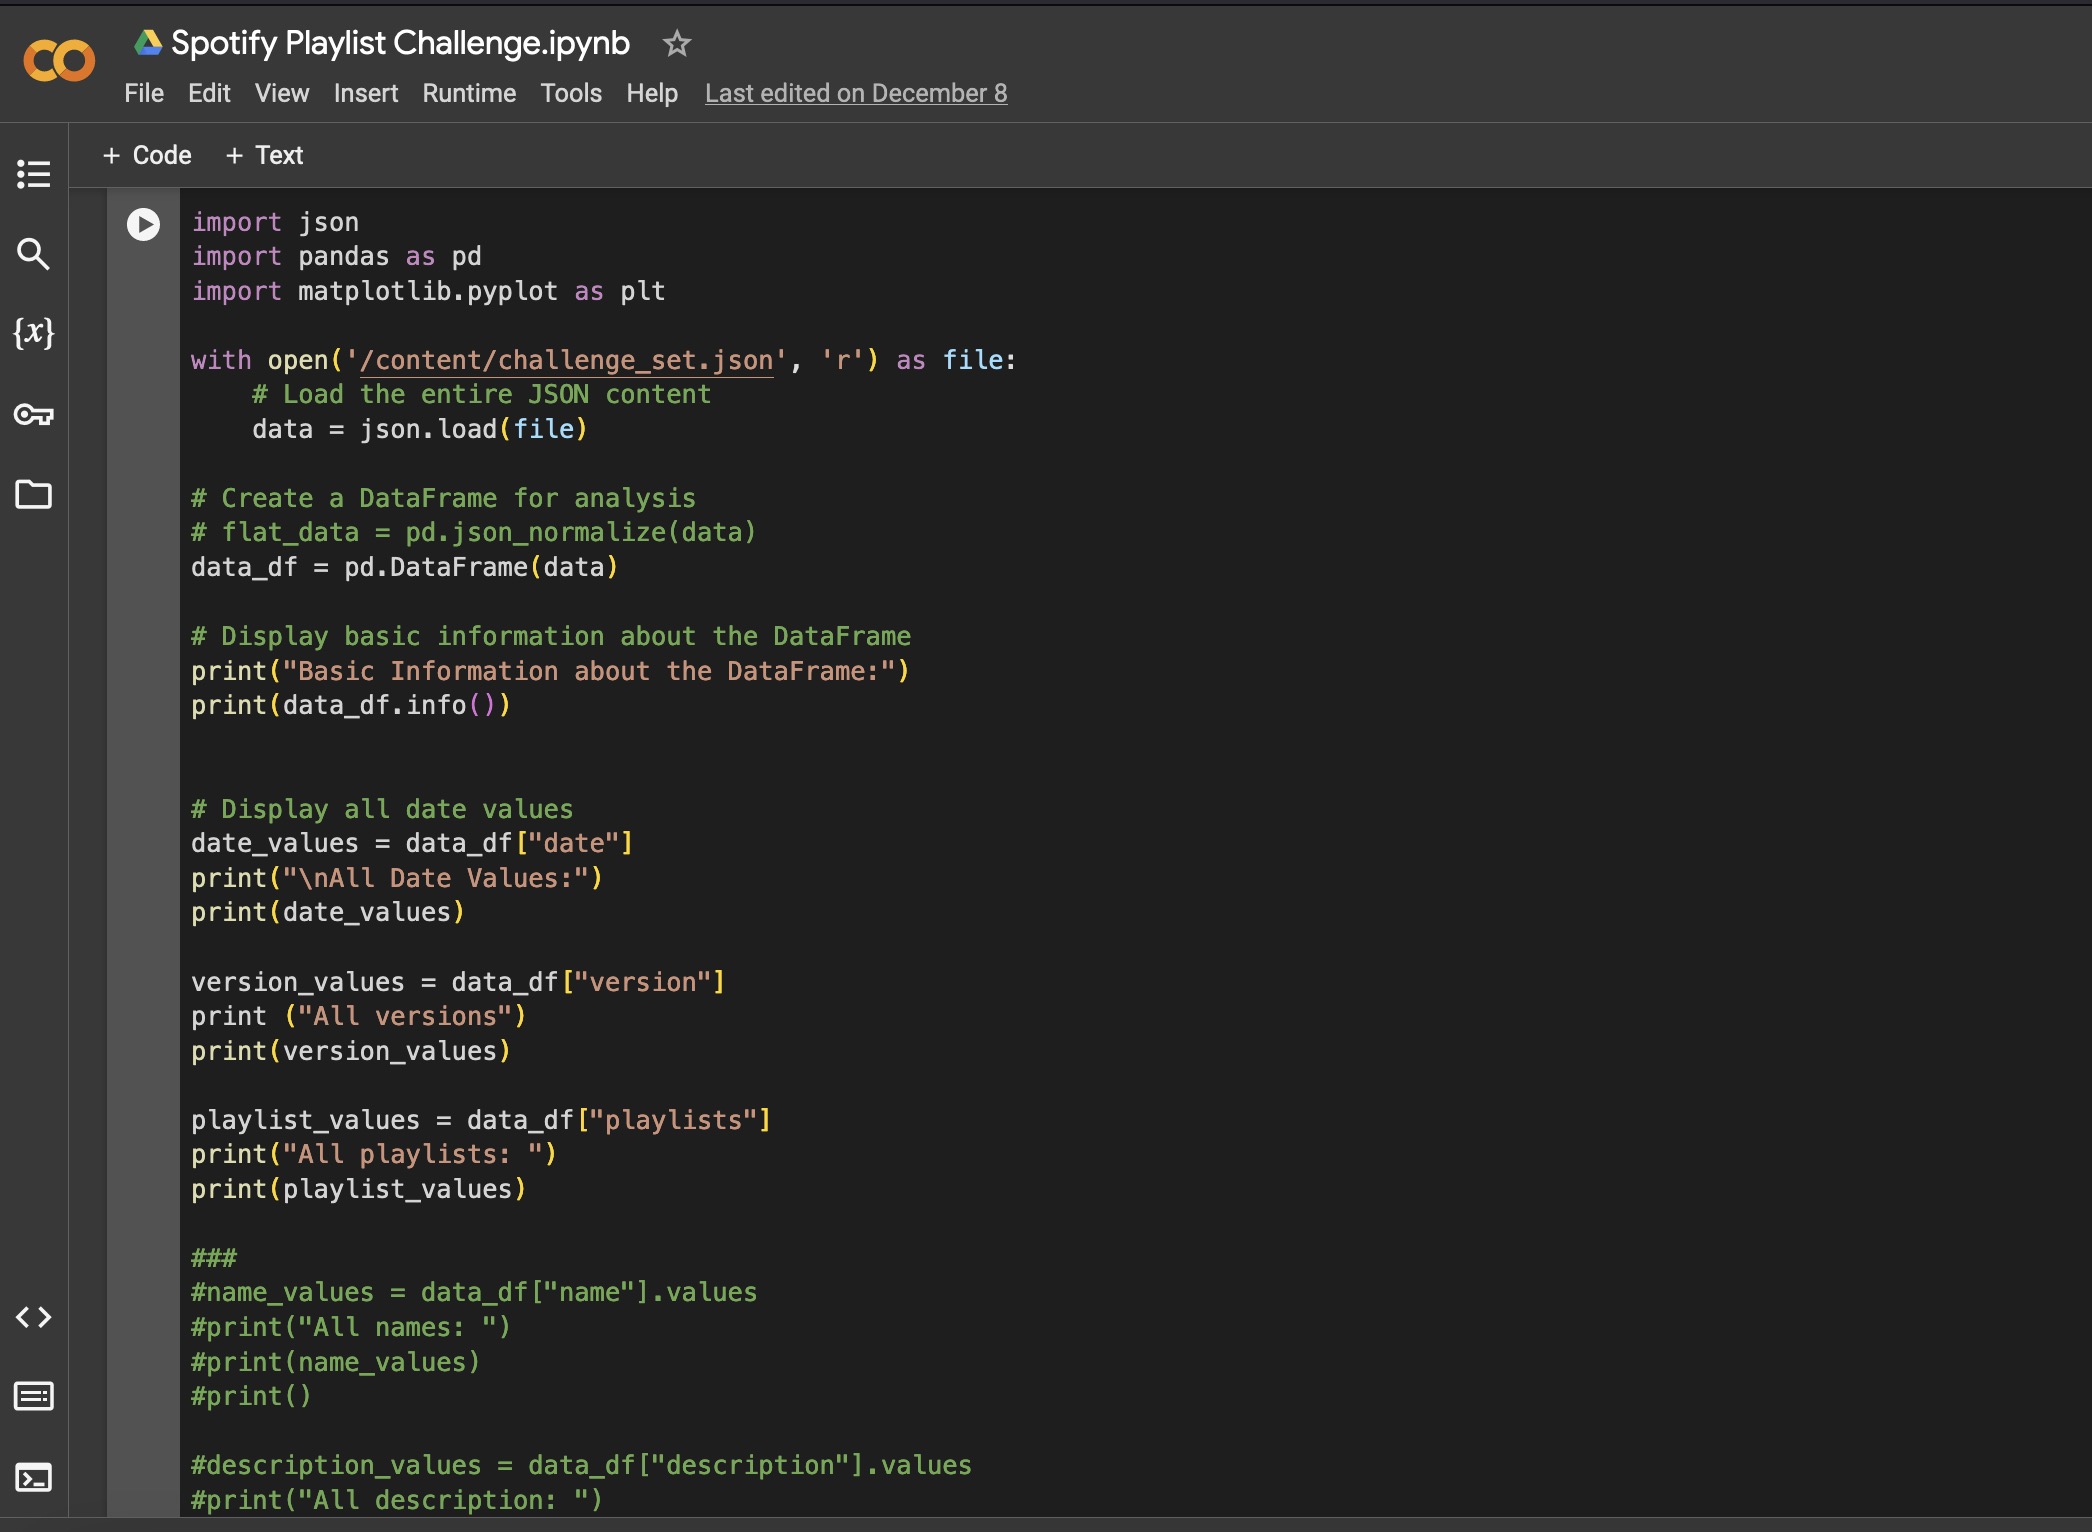 Spotify Playlist Challenge.ipynb
File Edit View Insert Runtime Tools Help Last edited on December 8
+ Code + Text
{x}
import json
import pandas as pd
import matplotlib.pyplot as plt
with open('/content/challenge_set.json', 'r') as file:
    # Load the entire JSON content
    data = json.load(file)
# Create a DataFrame for analysis
# flat_data = pd.json_normalize(data)
data_df = pd.DataFrame(data)
# Display basic information about the DataFrame
print("Basic Information about the DataFrame:")
print(data_df.info())
# Display all date values
date_values = data_df["date"]
print("\nAll Date Values:")
print(date_values)
version_values = data_df["version"]
print ("All versions")
print(version_values)
playlist_values = data_df["playlists"]
print("All playlists: ")
print(playlist_values)
###
#name_values = data_df["name"].values
#print("All names: ")
#print(name_values)
#print()
#description_values = data_df["description"].values
#print("All description: ")